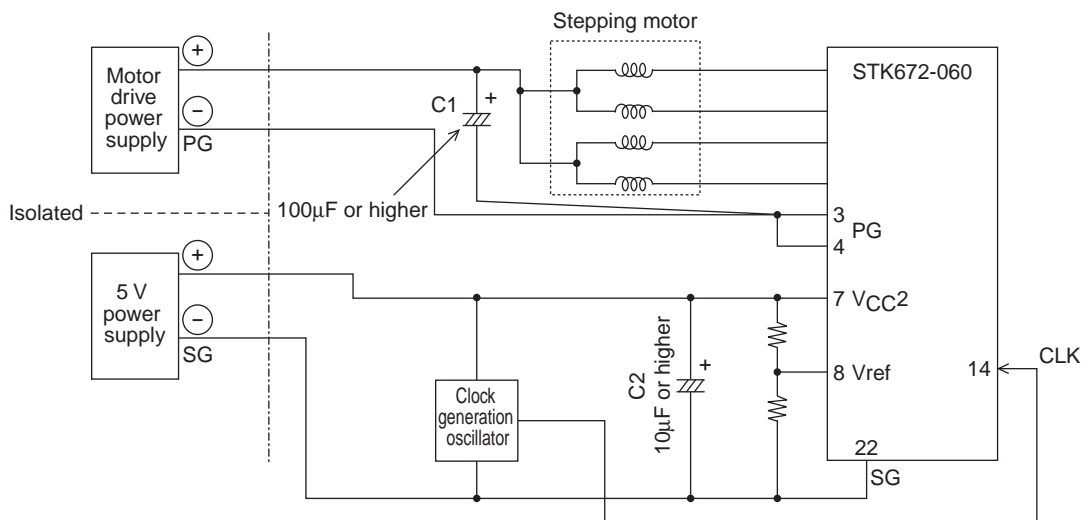 Stepping motor
+
Motor
drive
power
supply
−
PG
C1
+
STK672-060
Isolated
100μF or higher
3
PG
4
+
5 V
power
supply
−
SG
7 VCC2
8 Vref
C2
10μF or higher
+
Clock
generation
oscillator
14
CLK
22
SG